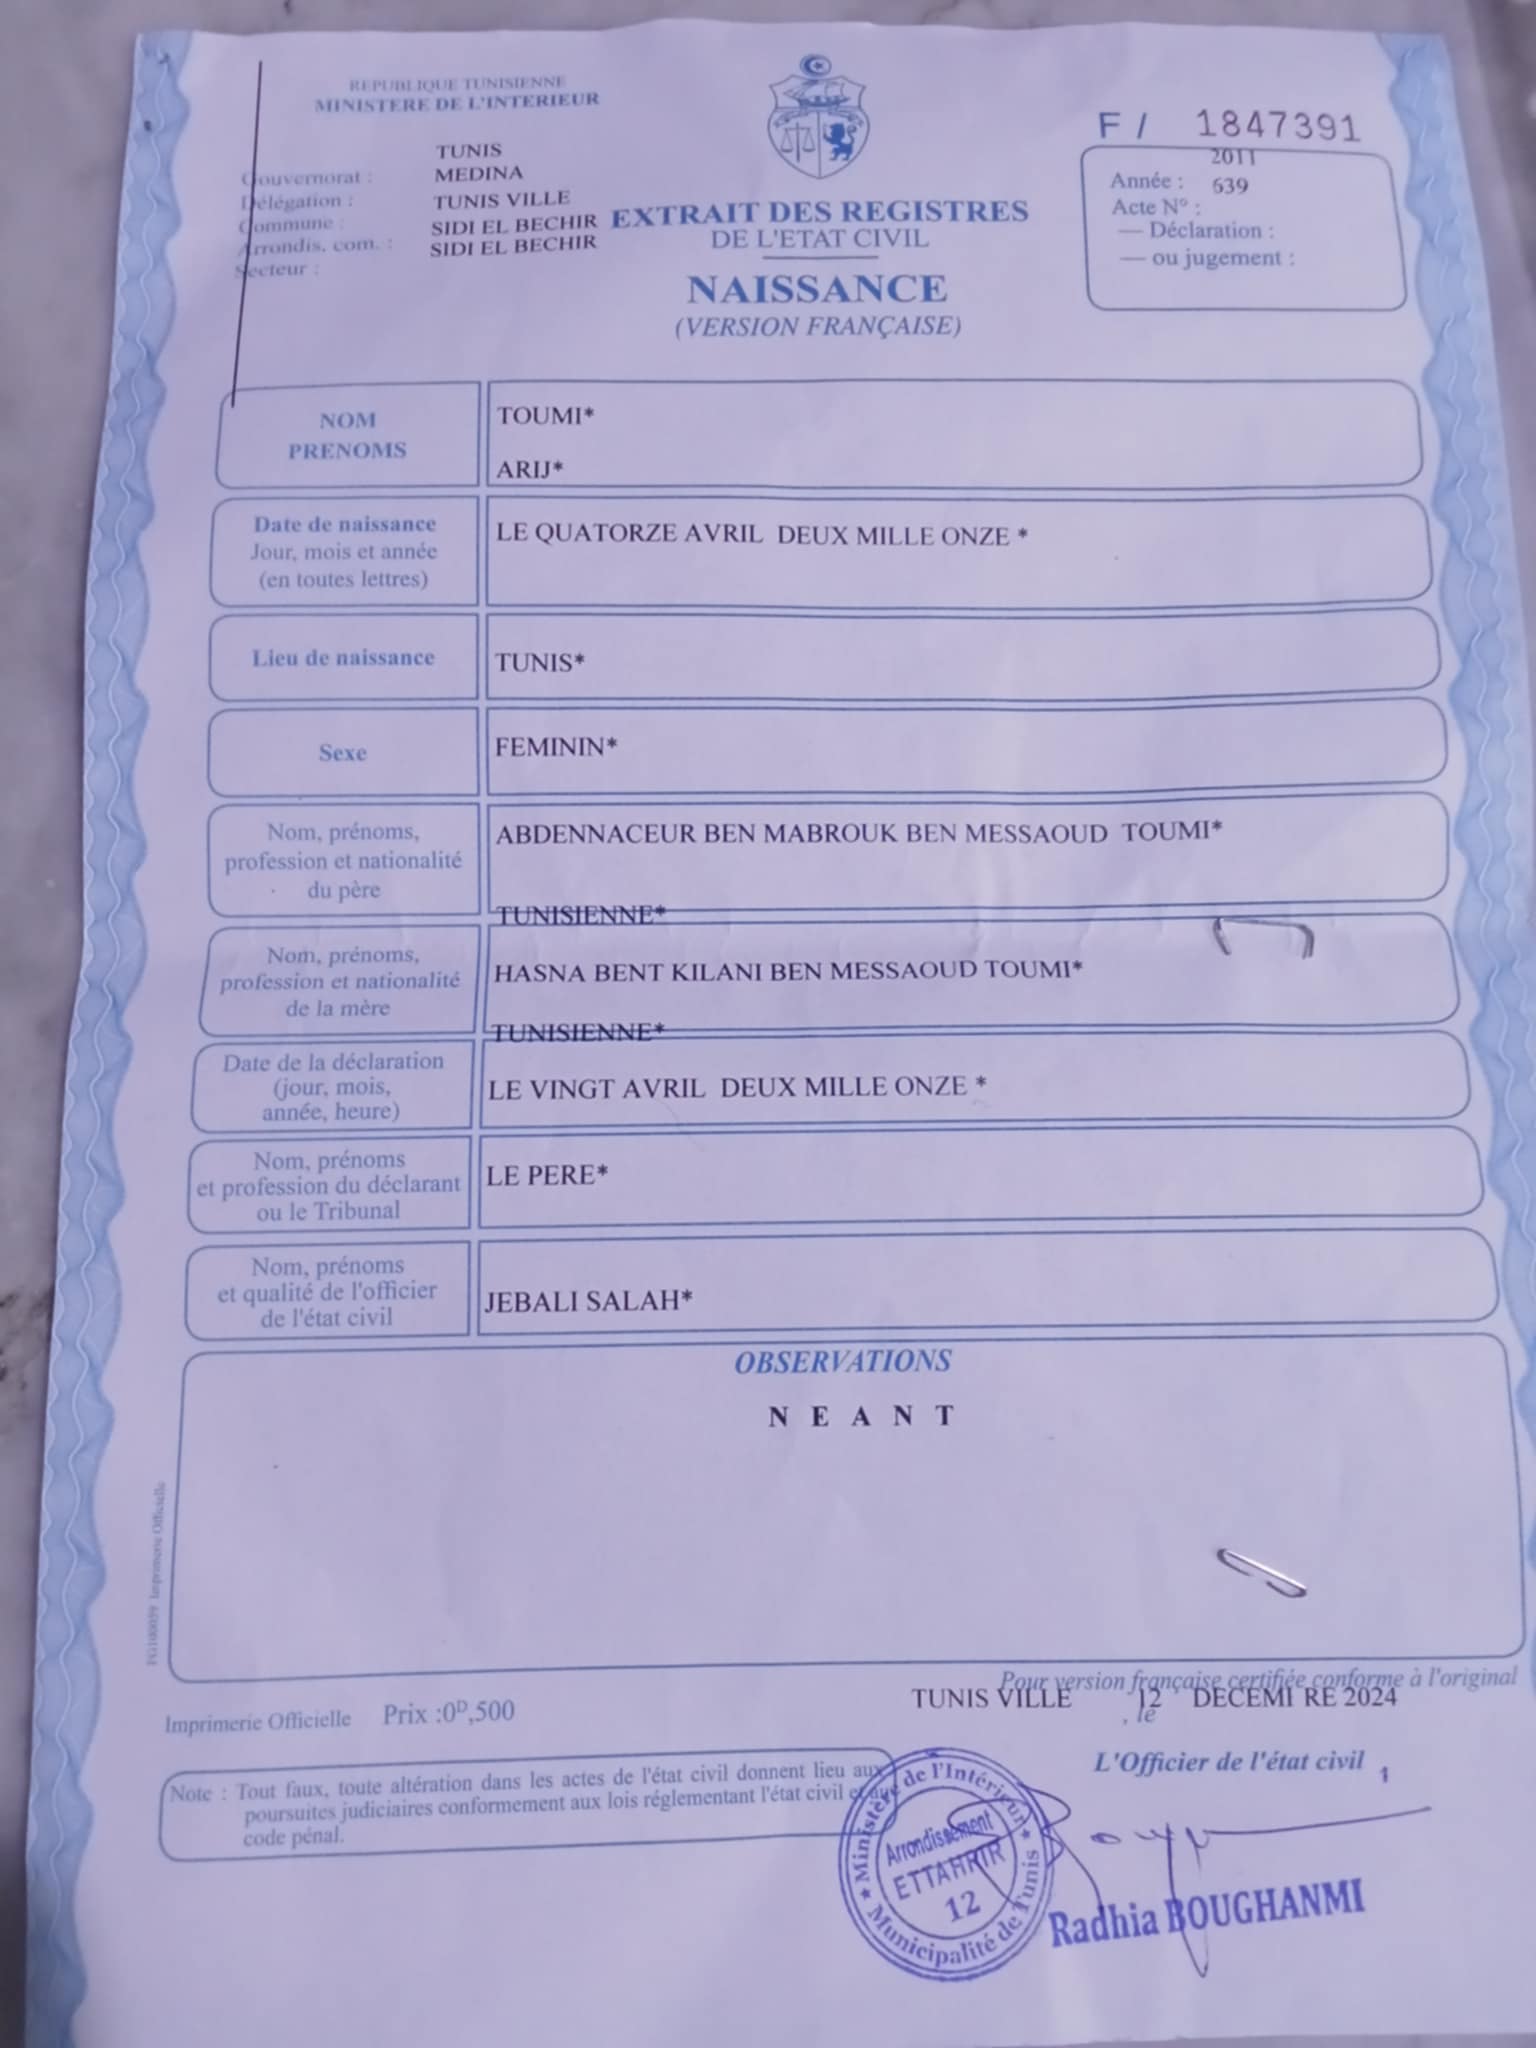 REPUBLIQUE TUNISIENNE
MINISTERE DE L'INTERIEUR
Gouvernorat : TUNIS
Délégation : MEDINA
Commune : TUNIS VILLE
Arrondis. com. : SIDI EL BECHIR
Secteur : SIDI EL BECHIR
EXTRAIT DES REGISTRES
DE L'ETAT CIVIL
NAISSANCE
(VERSION FRANÇAISE)
F / 1847391
Année : 2011
Acte N° : 639
— Déclaration :
— ou jugement :
NOM
PRENOMS
TOUMI*
ARIJ*
Date de naissance
Jour, mois et année
(en toutes lettres)
LE QUATORZE AVRIL DEUX MILLE ONZE *
Lieu de naissance
TUNIS*
Sexe
FEMININ*
Nom, prénoms,
profession et nationalité
du père
ABDENNACEUR BEN MABROUK BEN MESSAOUD TOUMI*
TUNISIENNE*
Nom, prénoms,
profession et nationalité
de la mère
HASNA BENT KILANI BEN MESSAOUD TOUMI*
TUNISIENNE*
Date de la déclaration
(jour, mois,
année, heure)
LE VINGT AVRIL DEUX MILLE ONZE *
Nom, prénoms
et profession du déclarant
ou le Tribunal
LE PERE*
Nom, prénoms
et qualité de l'officier
de l'état civil
JEBALI SALAH*
OBSERVATIONS
N E A N T
Imprimerie Officielle
Pour version française certifiée conforme à l'original
TUNIS VILLE , le 12 DECEMBRE 2024
Imprimerie Officielle Prix :0ᴰ,500
L'Officier de l'état civil
Note : Tout faux, toute altération dans les actes de l'état civil donnent lieu aux
poursuites judiciaires conformement aux lois réglementant l'état civil et au
code pénal.
Ministère de l'Intérieur
Arrondissement
ETTAHRIR
12
Municipalité de Tunis
Radhia BOUGHANMI